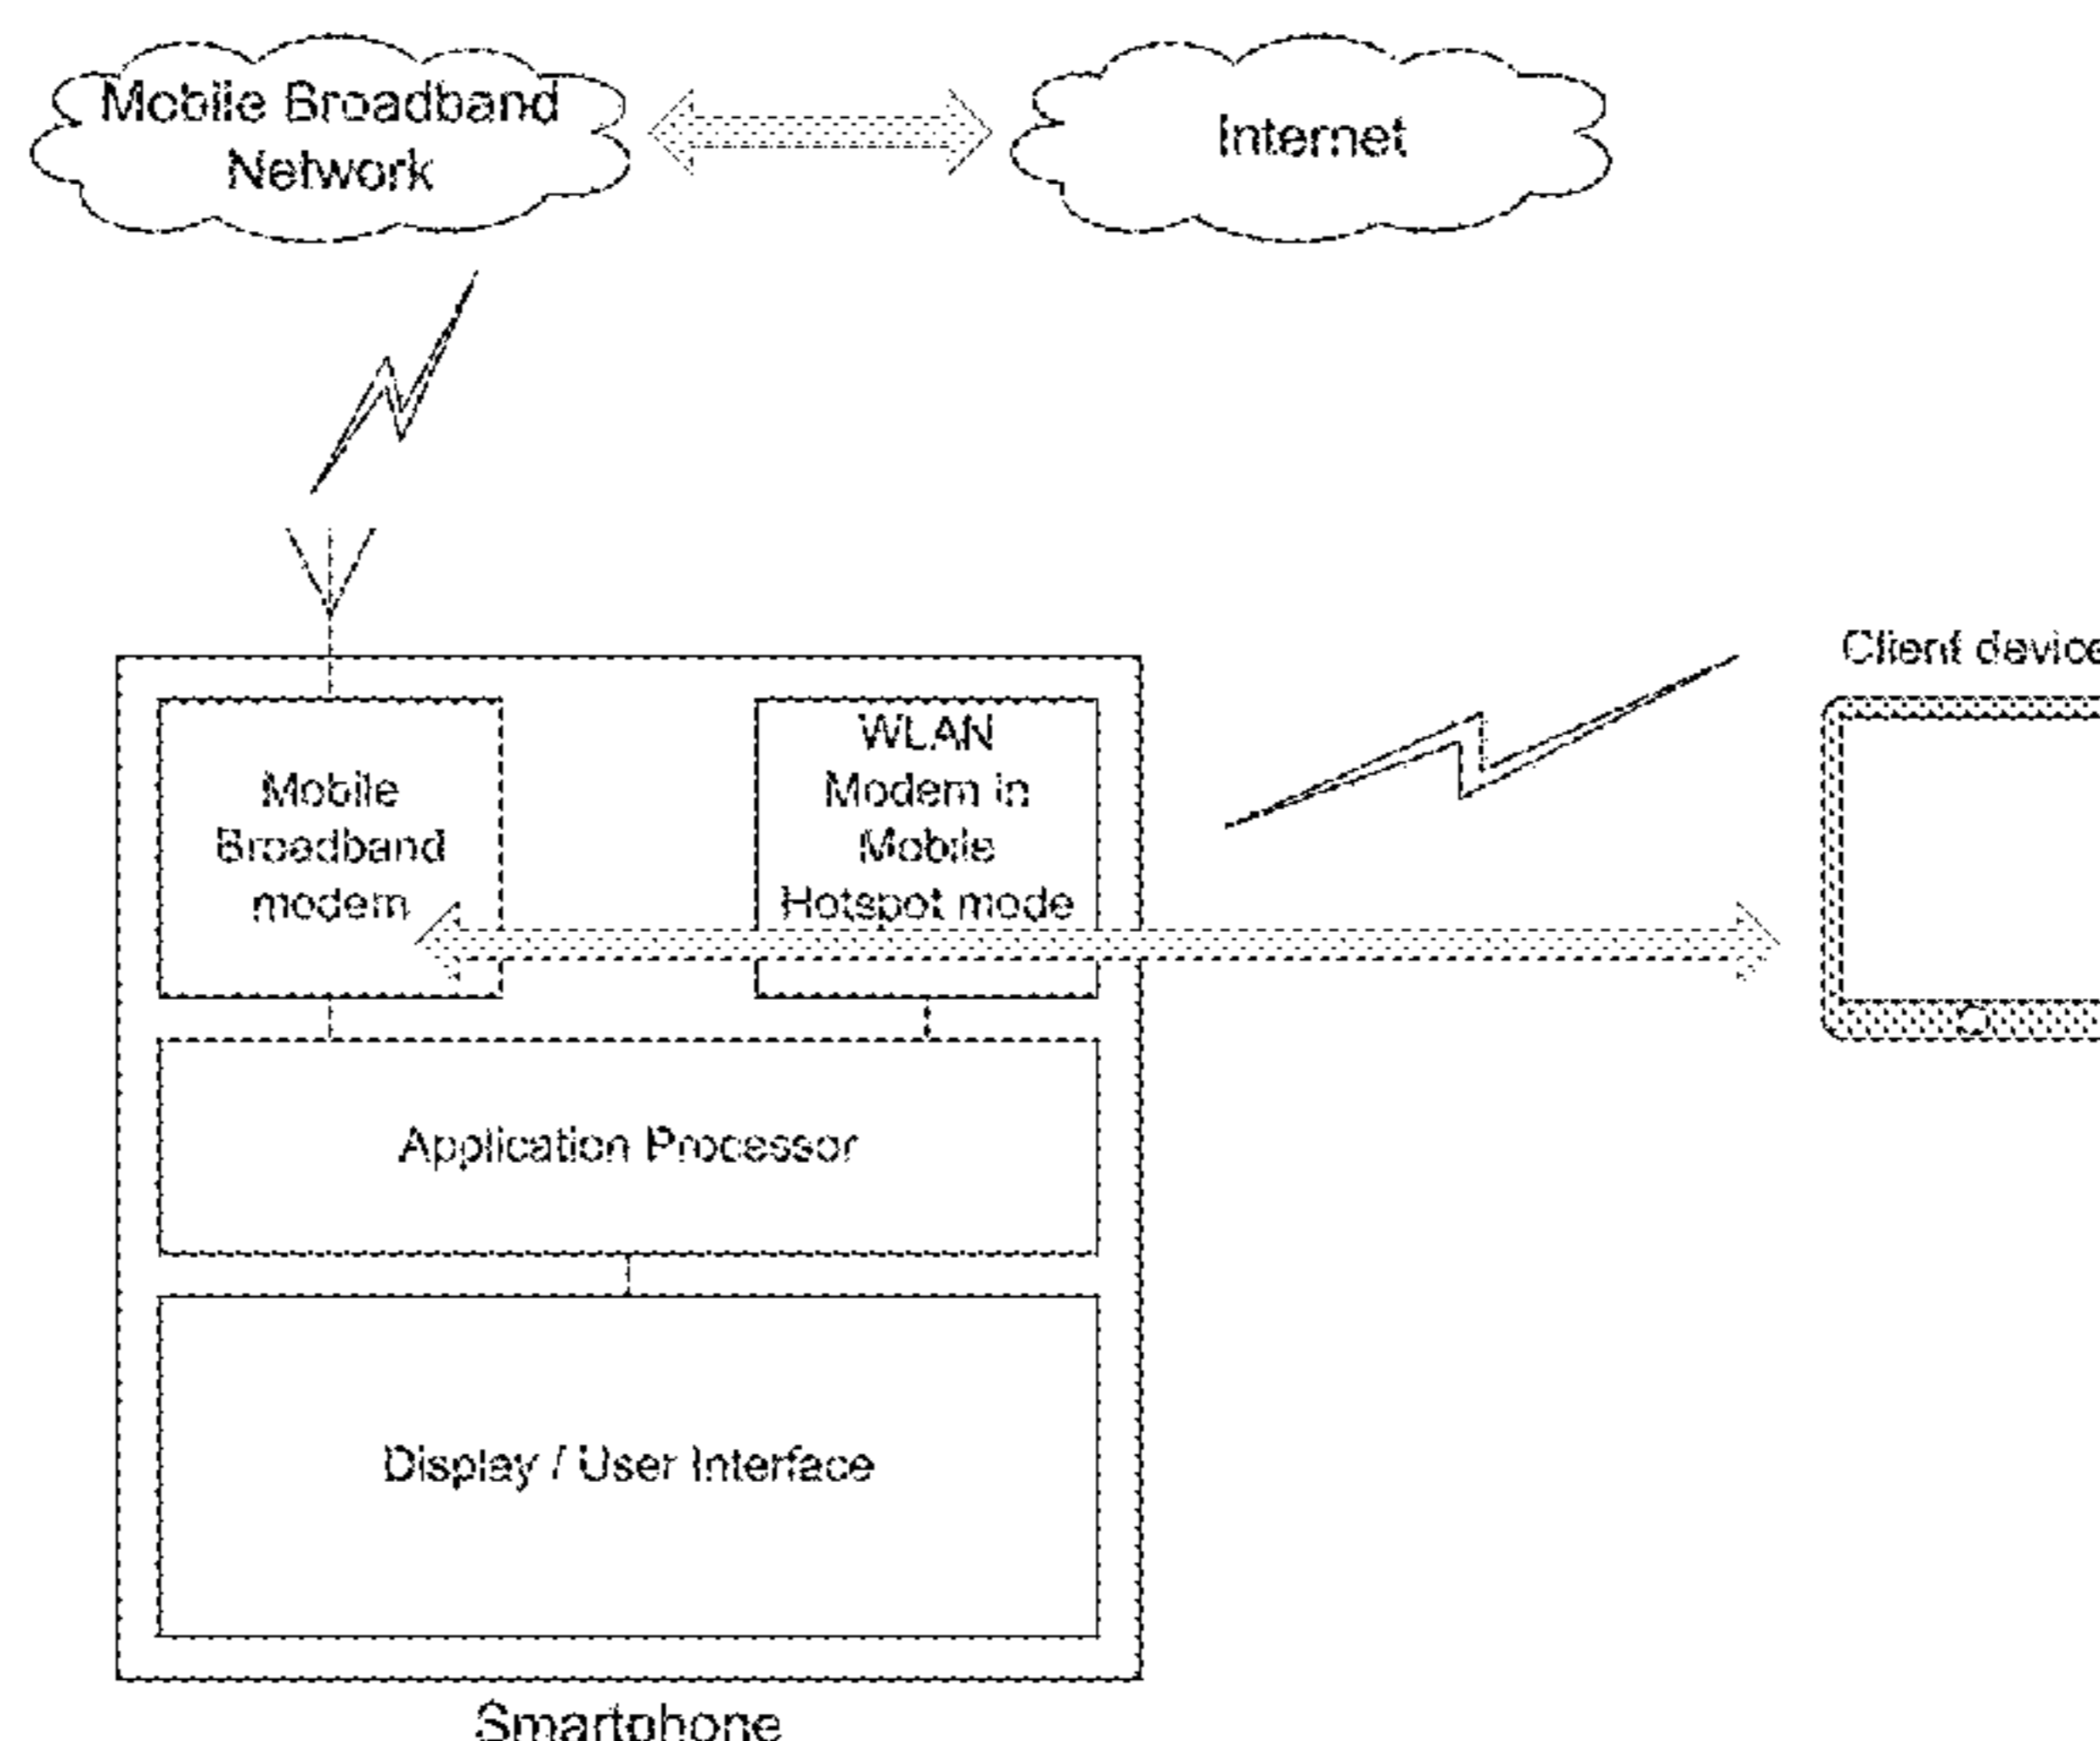 Mobile Broadband
Network
Internet
Client device
Mobile
Broadband
modem
WLAN
Modem in
Mobile
Hotspot mode
Application Processor
Display / User Interface
Smartphone